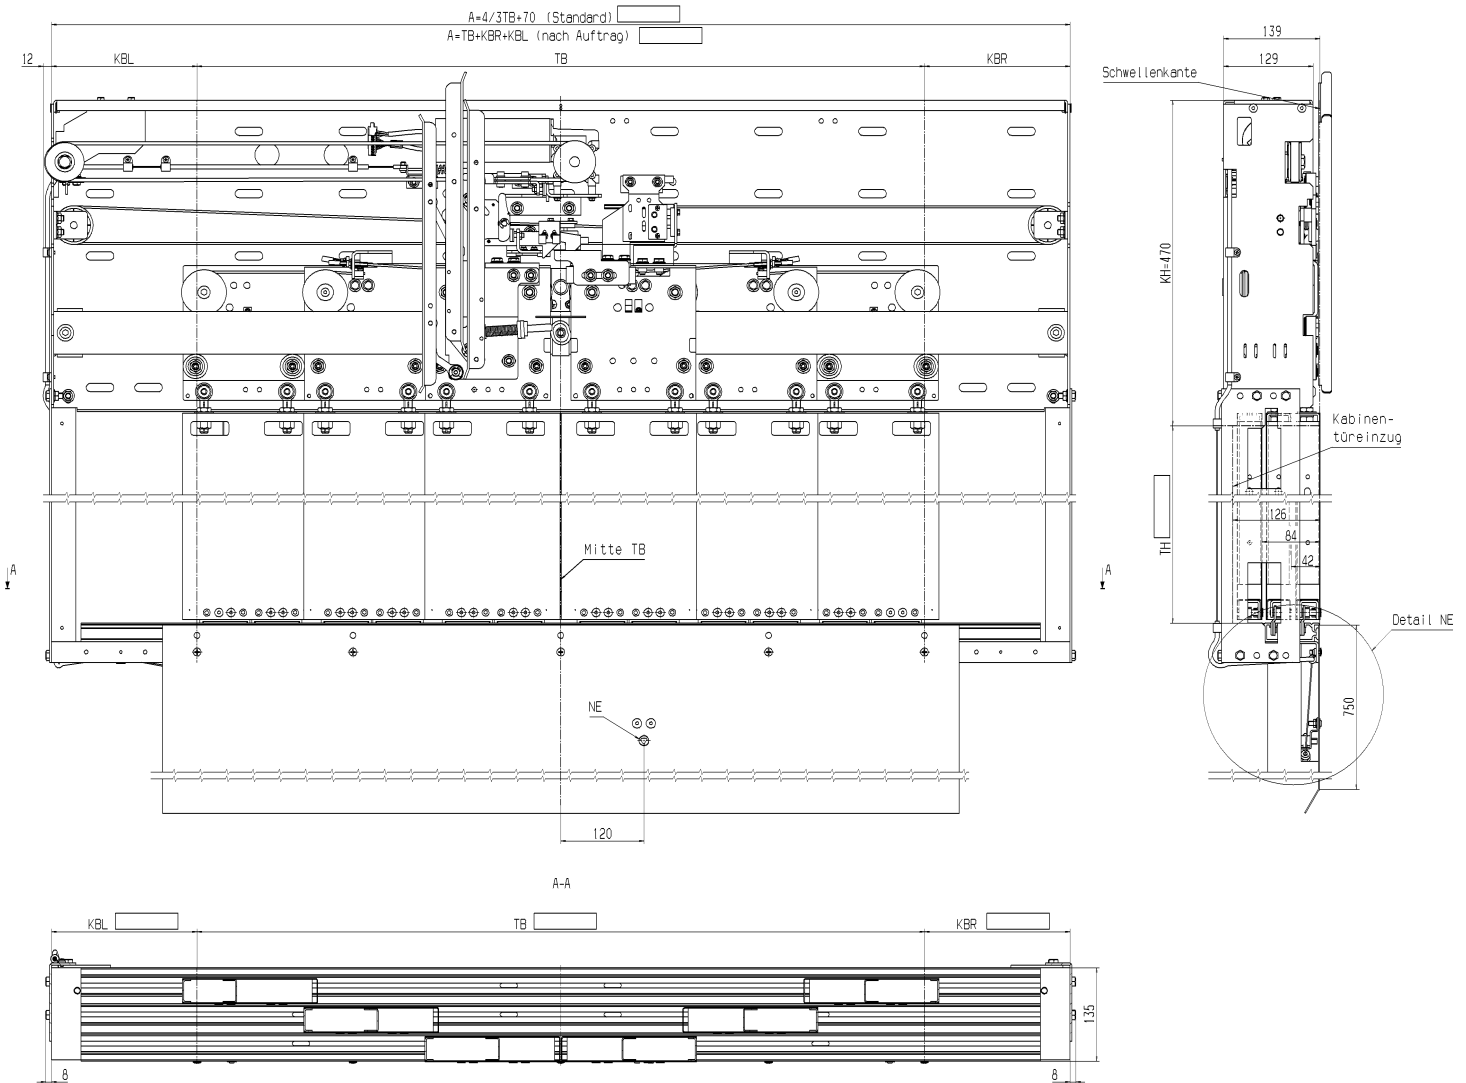 A=4/3TB+70 (Standard)
A=TB+KBR+KBL (nach Auftrag)
12
KBL
TB
KBR
139
129
Schwellenkante
KH=470
Kabinen-
türeinzug
126
84
42
TH
Mitte TB
A
A
Detail NE
750
NE
120
A-A
KBL
TB
KBR
135
8
8